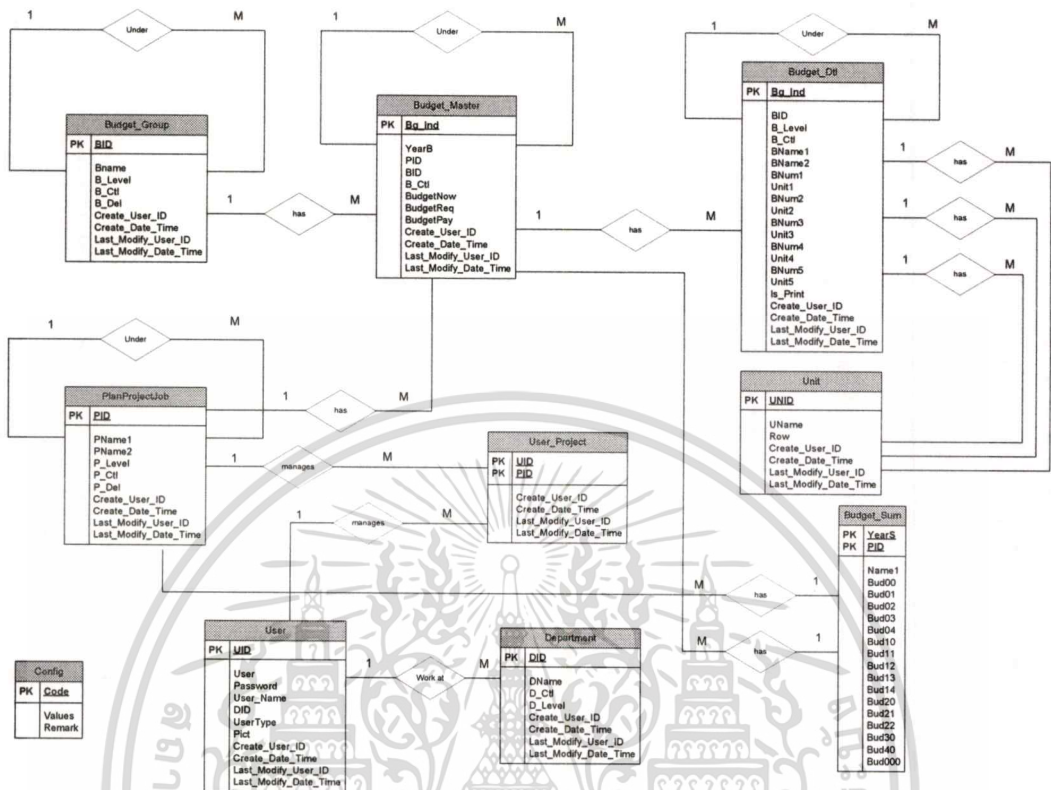 1 Under M
1 Under M
1 Under M
Budget_Group
PK BID
Bname
B_Level
B_Ctl
B_Del
Create_User_ID
Create_Date_Time
Last_Modify_User_ID
Last_Modify_Date_Time
1 has M
Budget_Master
PK Bg_Ind
YearB
PID
BID
B_Ctl
BudgetNow
BudgetReq
BudgetPay
Create_User_ID
Create_Date_Time
Last_Modify_User_ID
Last_Modify_Date_Time
1 has M
Budget_Dtl
PK Bg_Ind
BID
B_Level
B_Ctl
BName1
BName2
BNum1
Unit1
BNum2
Unit2
BNum3
Unit3
BNum4
Unit4
BNum5
Unit5
Is_Print
Create_User_ID
Create_Date_Time
Last_Modify_User_ID
Last_Modify_Date_Time
1 has M
1 has M
1 has M
1 Under M
PlanProjectJob
PK PID
PName1
PName2
P_Level
P_Ctl
P_Del
Create_User_ID
Create_Date_Time
Last_Modify_User_ID
Last_Modify_Date_Time
1 has M
1 manages M
1 manages M
User_Project
PK UID
PK PID
Create_User_ID
Create_Date_Time
Last_Modify_User_ID
Last_Modify_Date_Time
Unit
PK UNID
UName
Row
Create_User_ID
Create_Date_Time
Last_Modify_User_ID
Last_Modify_Date_Time
M has 1
M has 1
Budget_Sum
PK YearS
PK PID
Name1
Bud00
Bud01
Bud02
Bud03
Bud04
Bud10
Bud11
Bud12
Bud13
Bud14
Bud20
Bud21
Bud22
Bud30
Bud40
Bud000
Config
PK Code
Values
Remark
User
PK UID
User
Password
User_Name
DID
UserType
Pict
Create_User_ID
Create_Date_Time
Last_Modify_User_ID
Last_Modify_Date_Time
1 Work at M
Department
PK DID
DName
D_Ctl
D_Level
Create_User_ID
Create_Date_Time
Last_Modify_User_ID
Last_Modify_Date_Time